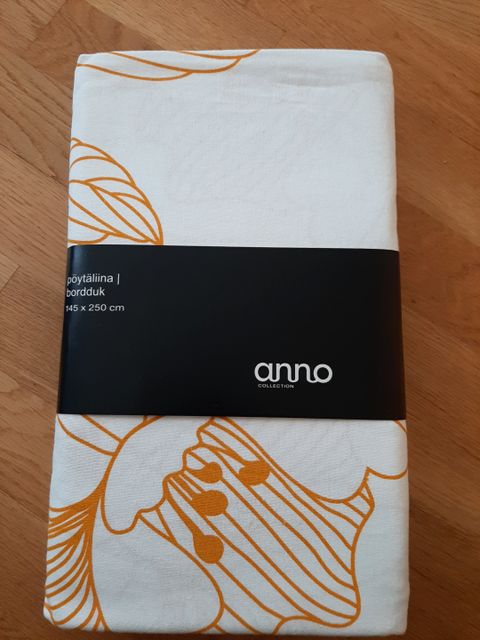 pöytäliina |
bordduk
145 x 250 cm
anno
COLLECTION